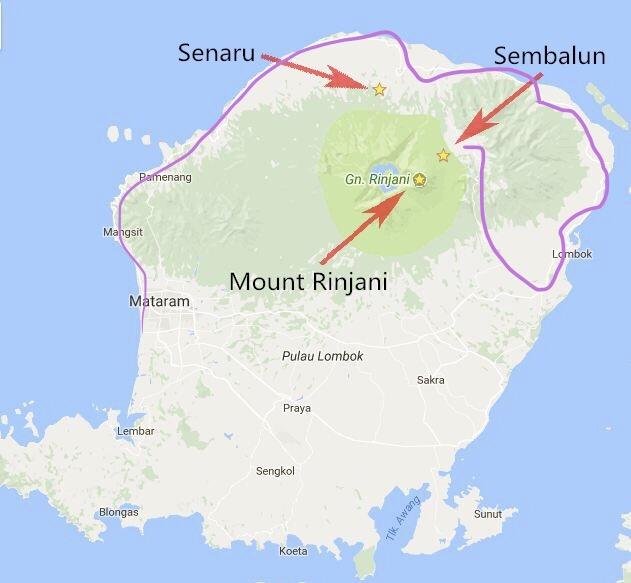 Senaru
Sembalun
Pamenang
Gn. Rinjani
Mangsit
Lombok
Mount Rinjani
Mataram
Pulau Lombok
Sakra
Praya
Lembar
Sengkol
Blongas
Tlk. Awang
Sunut
Koeta